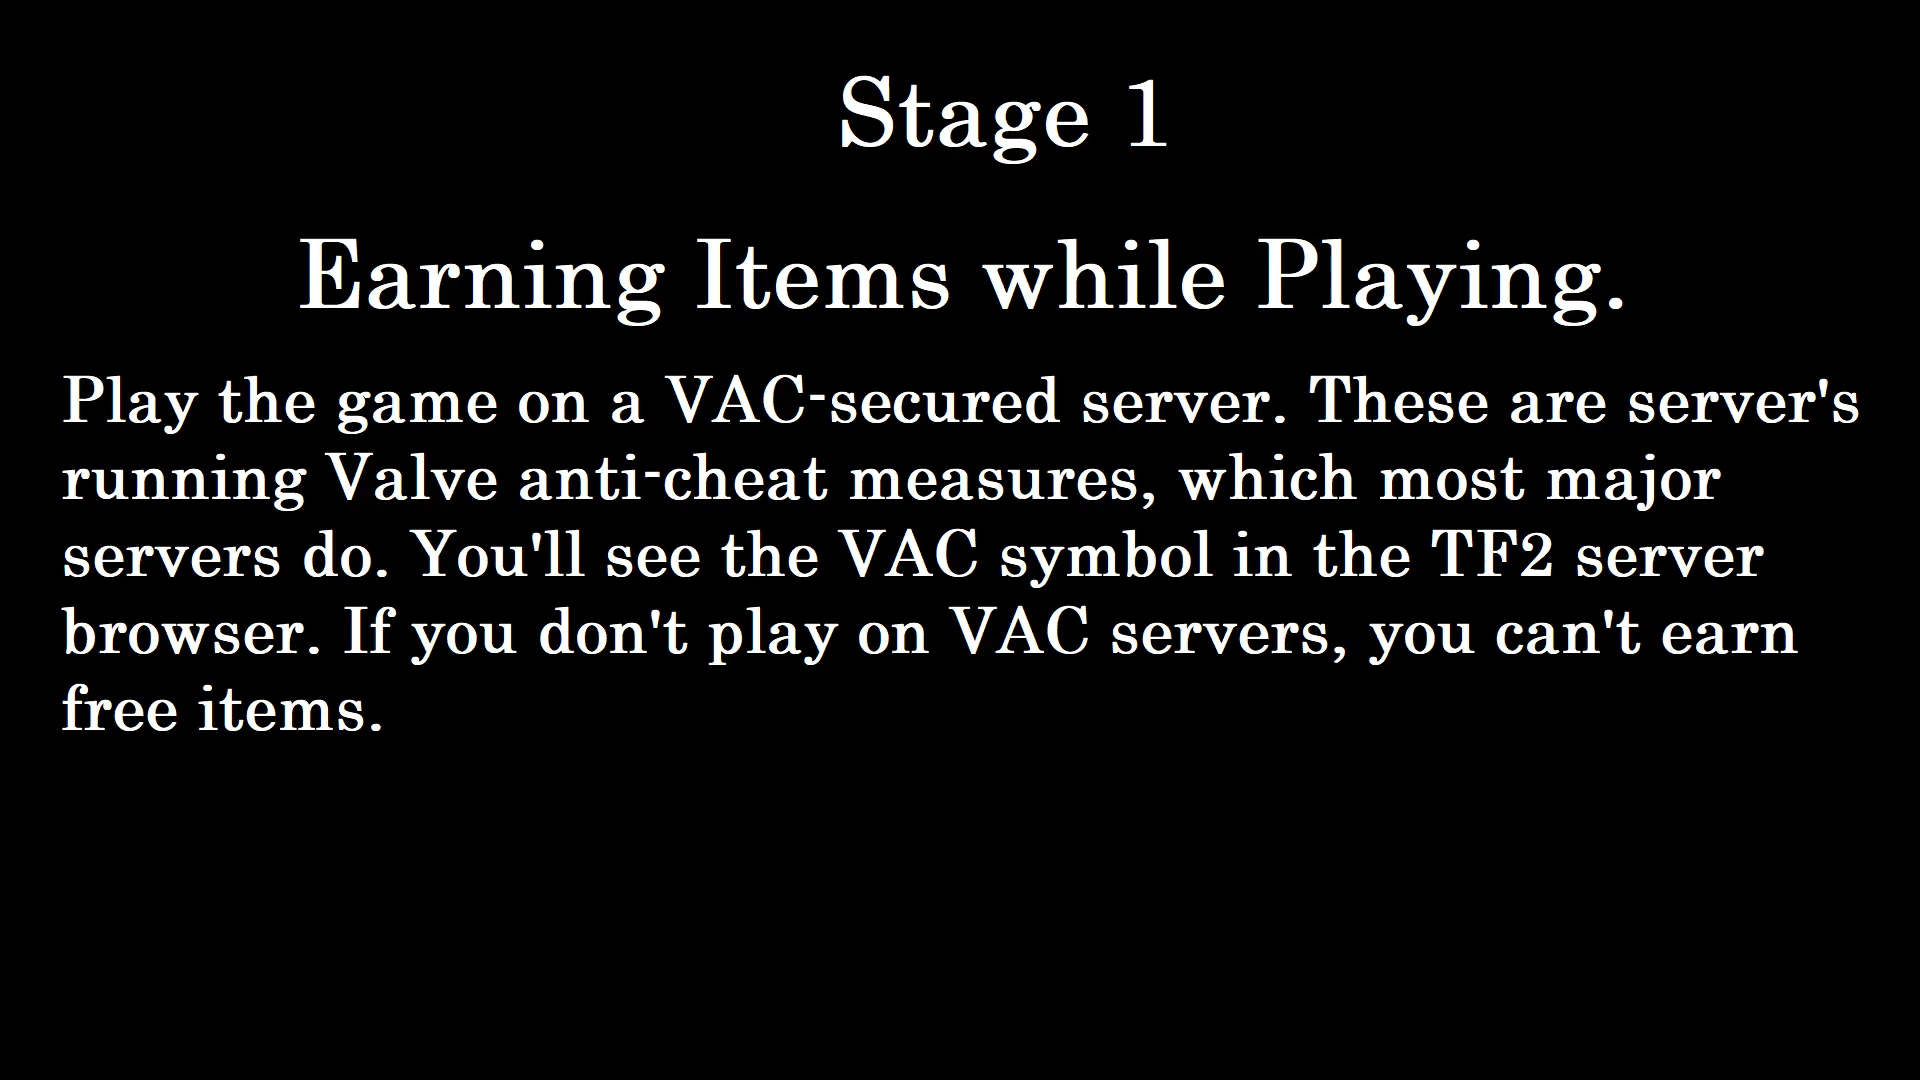 Stage 1
Earning Items while Playing.
Play the game on a VAC-secured server. These are server's
running Valve anti-cheat measures, which most major
servers do. You'll see the VAC symbol in the TF2 server
browser. If you don't play on VAC servers, you can't earn
free items.